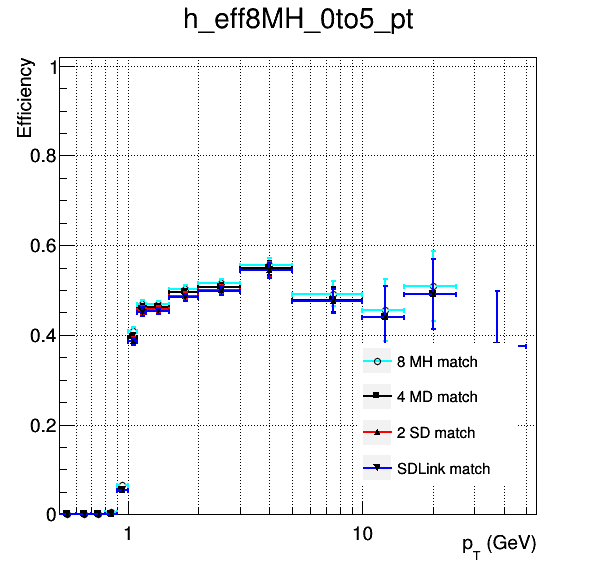 h_eff8MH_0to5_pt
Efficiency
1
0.8
0.6
0.4
0.2
0
8 MH match
4 MD match
2 SD match
SDLink match
1
10
p_T (GeV)